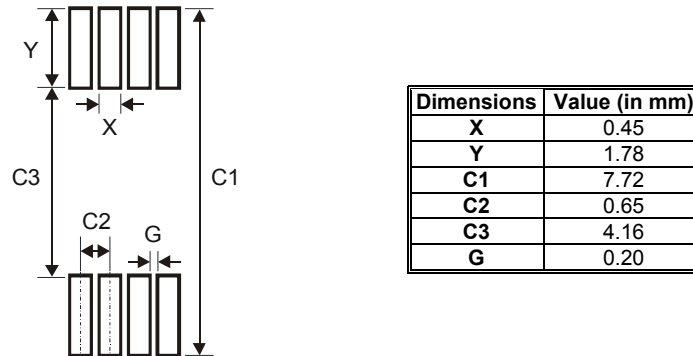 Y
X
C3
C1
C2
G
Dimensions Value (in mm)
X 0.45
Y 1.78
C1 7.72
C2 0.65
C3 4.16
G 0.20